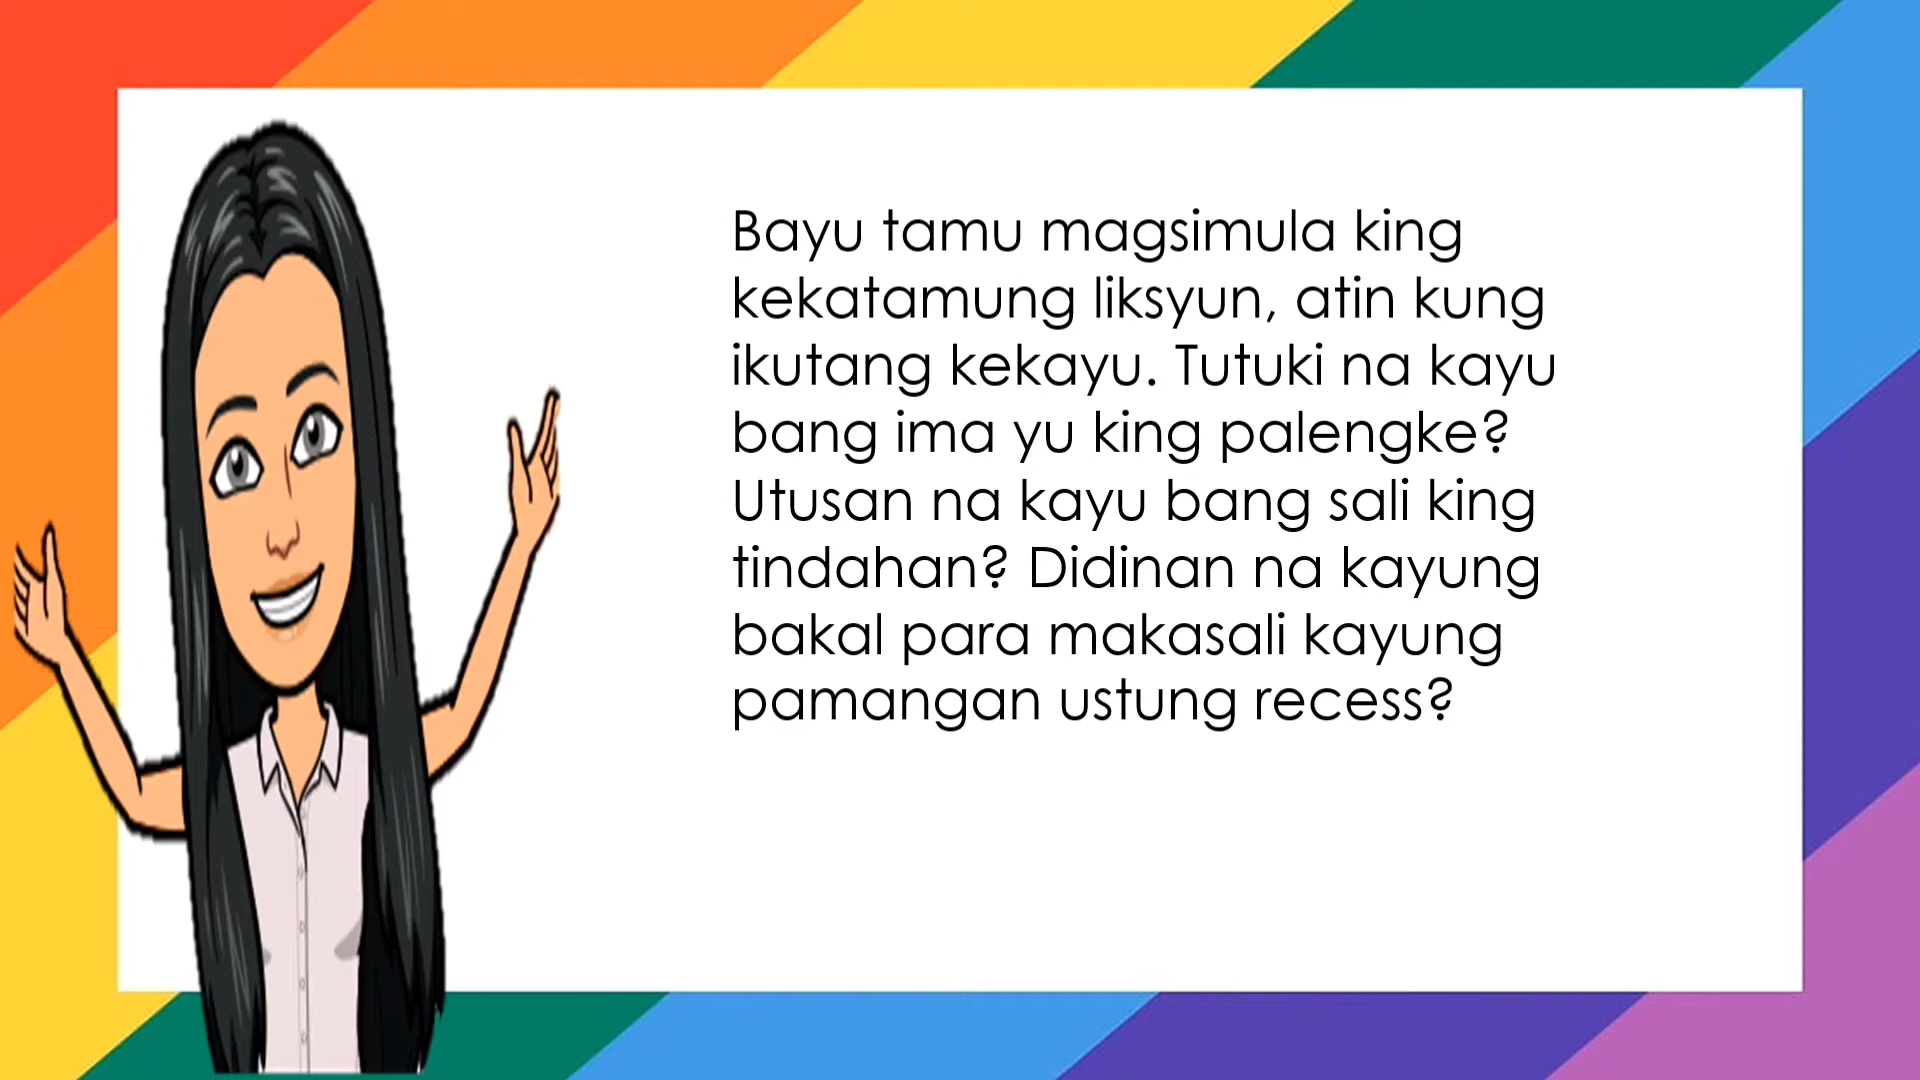 Bayu tamu magsimula king
kekatamung liksyun, atin kung
ikutang kekayu. Tutuki na kayu
bang ima yu king palengke?
Utusan na kayu bang sali king
tindahan? Didinan na kayung
bakal para makasali kayung
pamangan ustung recess?